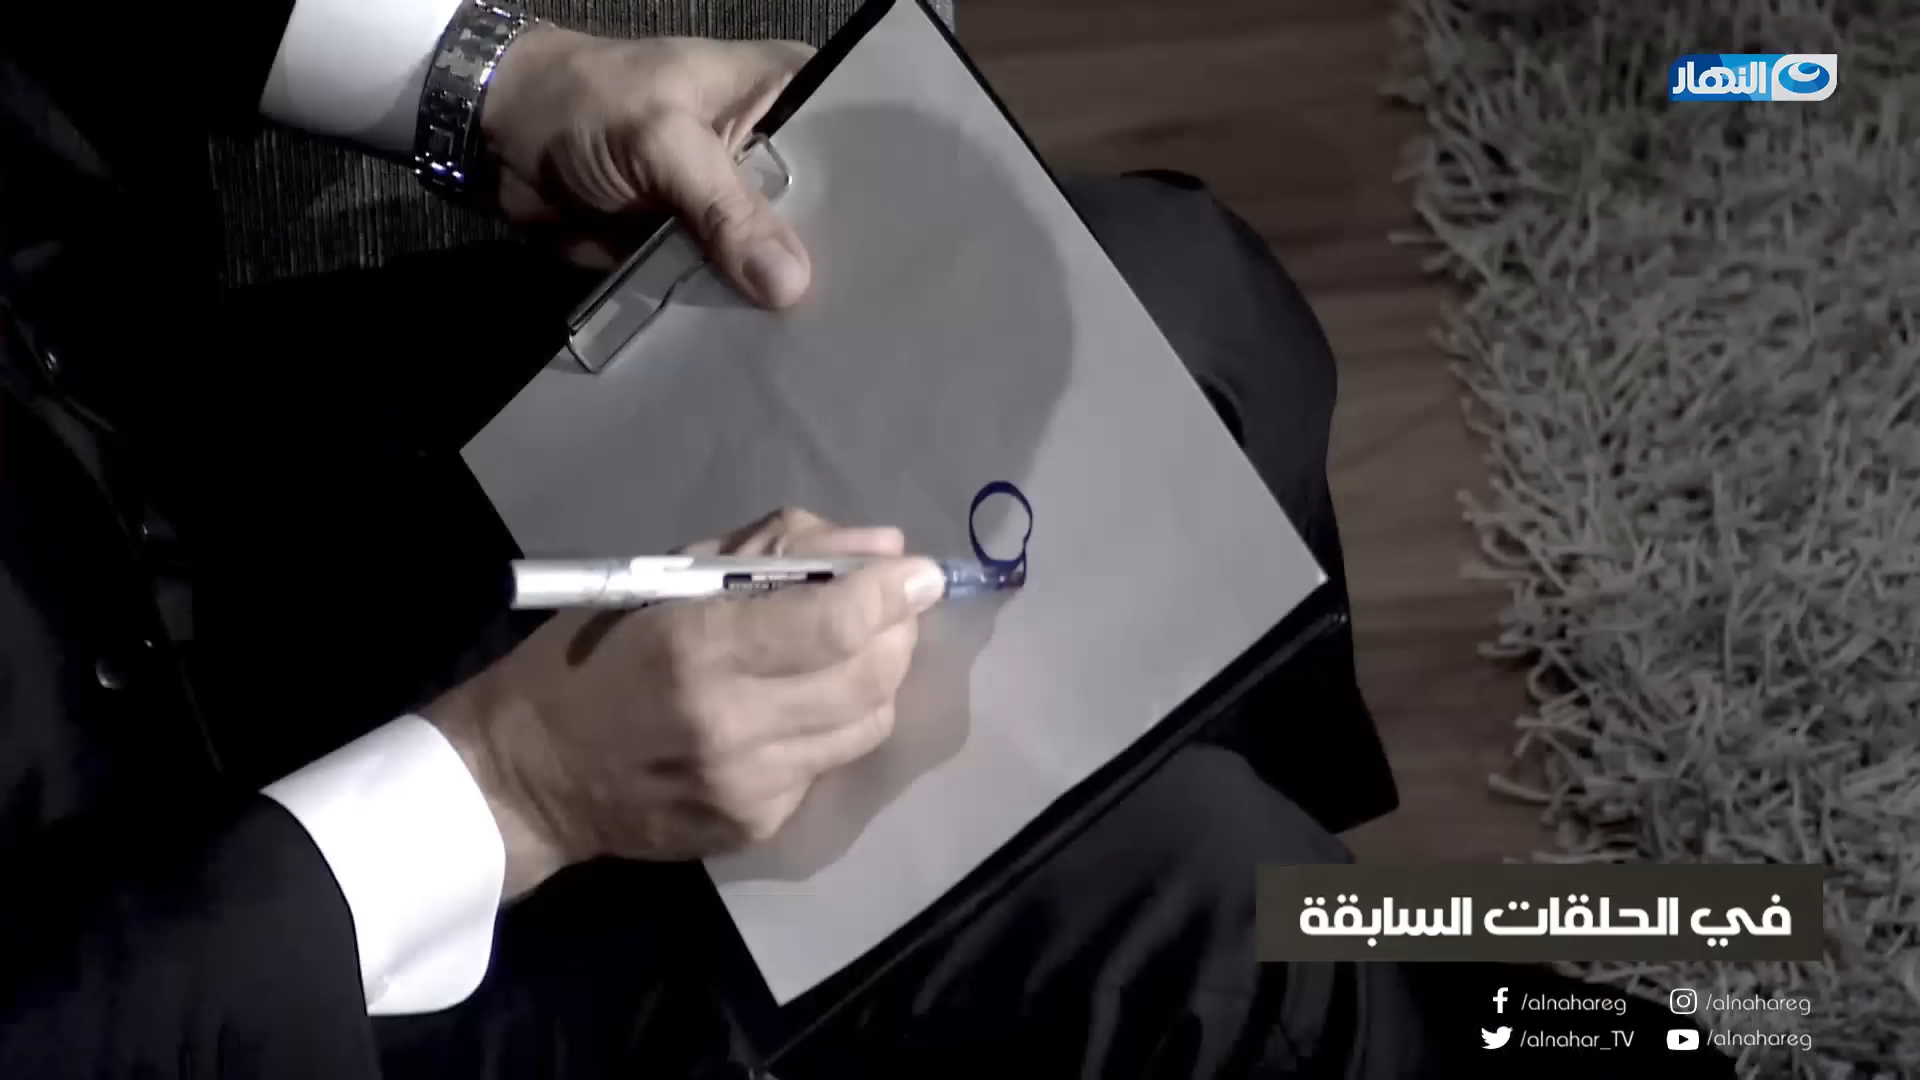 النهار
في الحلقات السابقة
/alnahareg
/alnahareg
/alnahar_TV
/alnahareg